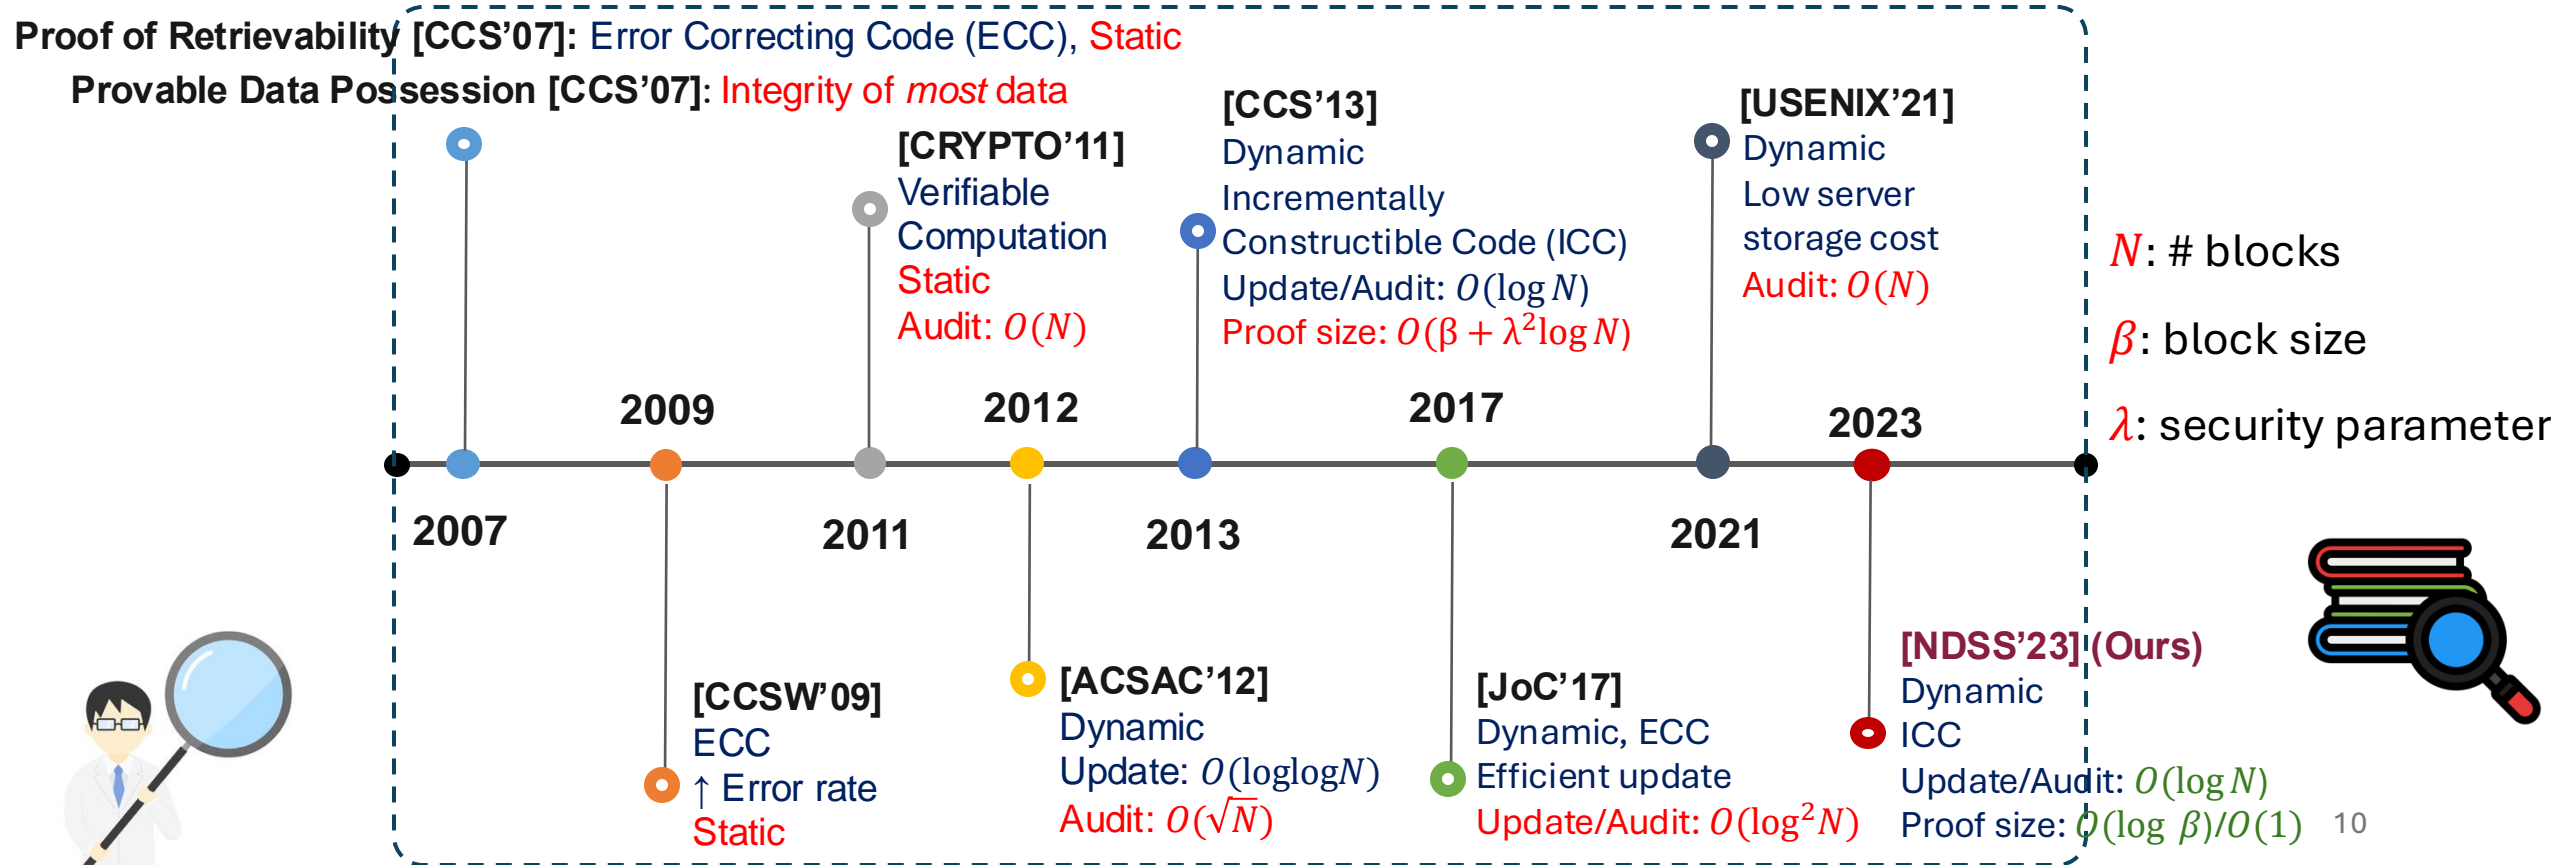 Proof of Retrievability [CCS'07]: Error Correcting Code (ECC), Static
Provable Data Possession [CCS'07]: Integrity of most data
[CRYPTO'11]
Verifiable
Computation
Static
Audit: O(N)
[CCS'13]
Dynamic
Incrementally
Constructible Code (ICC)
Update/Audit: O(log N)
Proof size: O(β + λ²log N)
[USENIX'21]
Dynamic
Low server
storage cost
Audit: O(N)
N: # blocks
β: block size
λ: security parameter
2009
2012
2017
2023
2007
2011
2013
2021
[CCSW'09]
ECC
↑ Error rate
Static
[ACSAC'12]
Dynamic
Update: O(loglogN)
Audit: O(√N)
[JoC'17]
Dynamic, ECC
Efficient update
Update/Audit: O(log²N)
[NDSS'23] (Ours)
Dynamic
ICC
Update/Audit: O(log N)
Proof size: O(log β)/O(1)
10